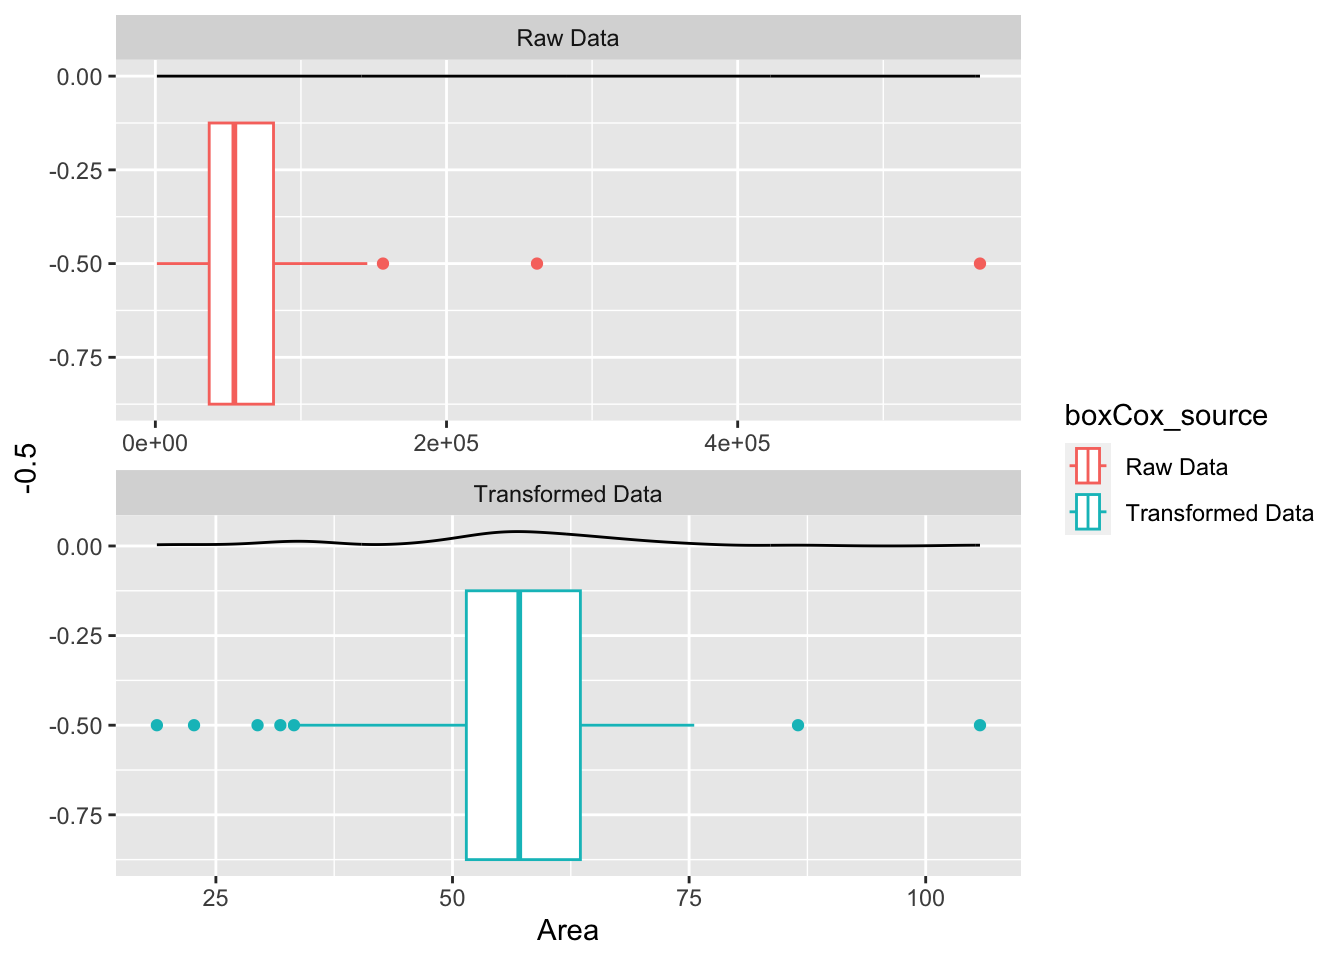 Raw Data
0.00
-0.25
-0.50
-0.75
0e+00 2e+05 4e+05
-0.5
Transformed Data
0.00
-0.25
-0.50
-0.75
25 50 75 100
Area
boxCox_source
Raw Data
Transformed Data